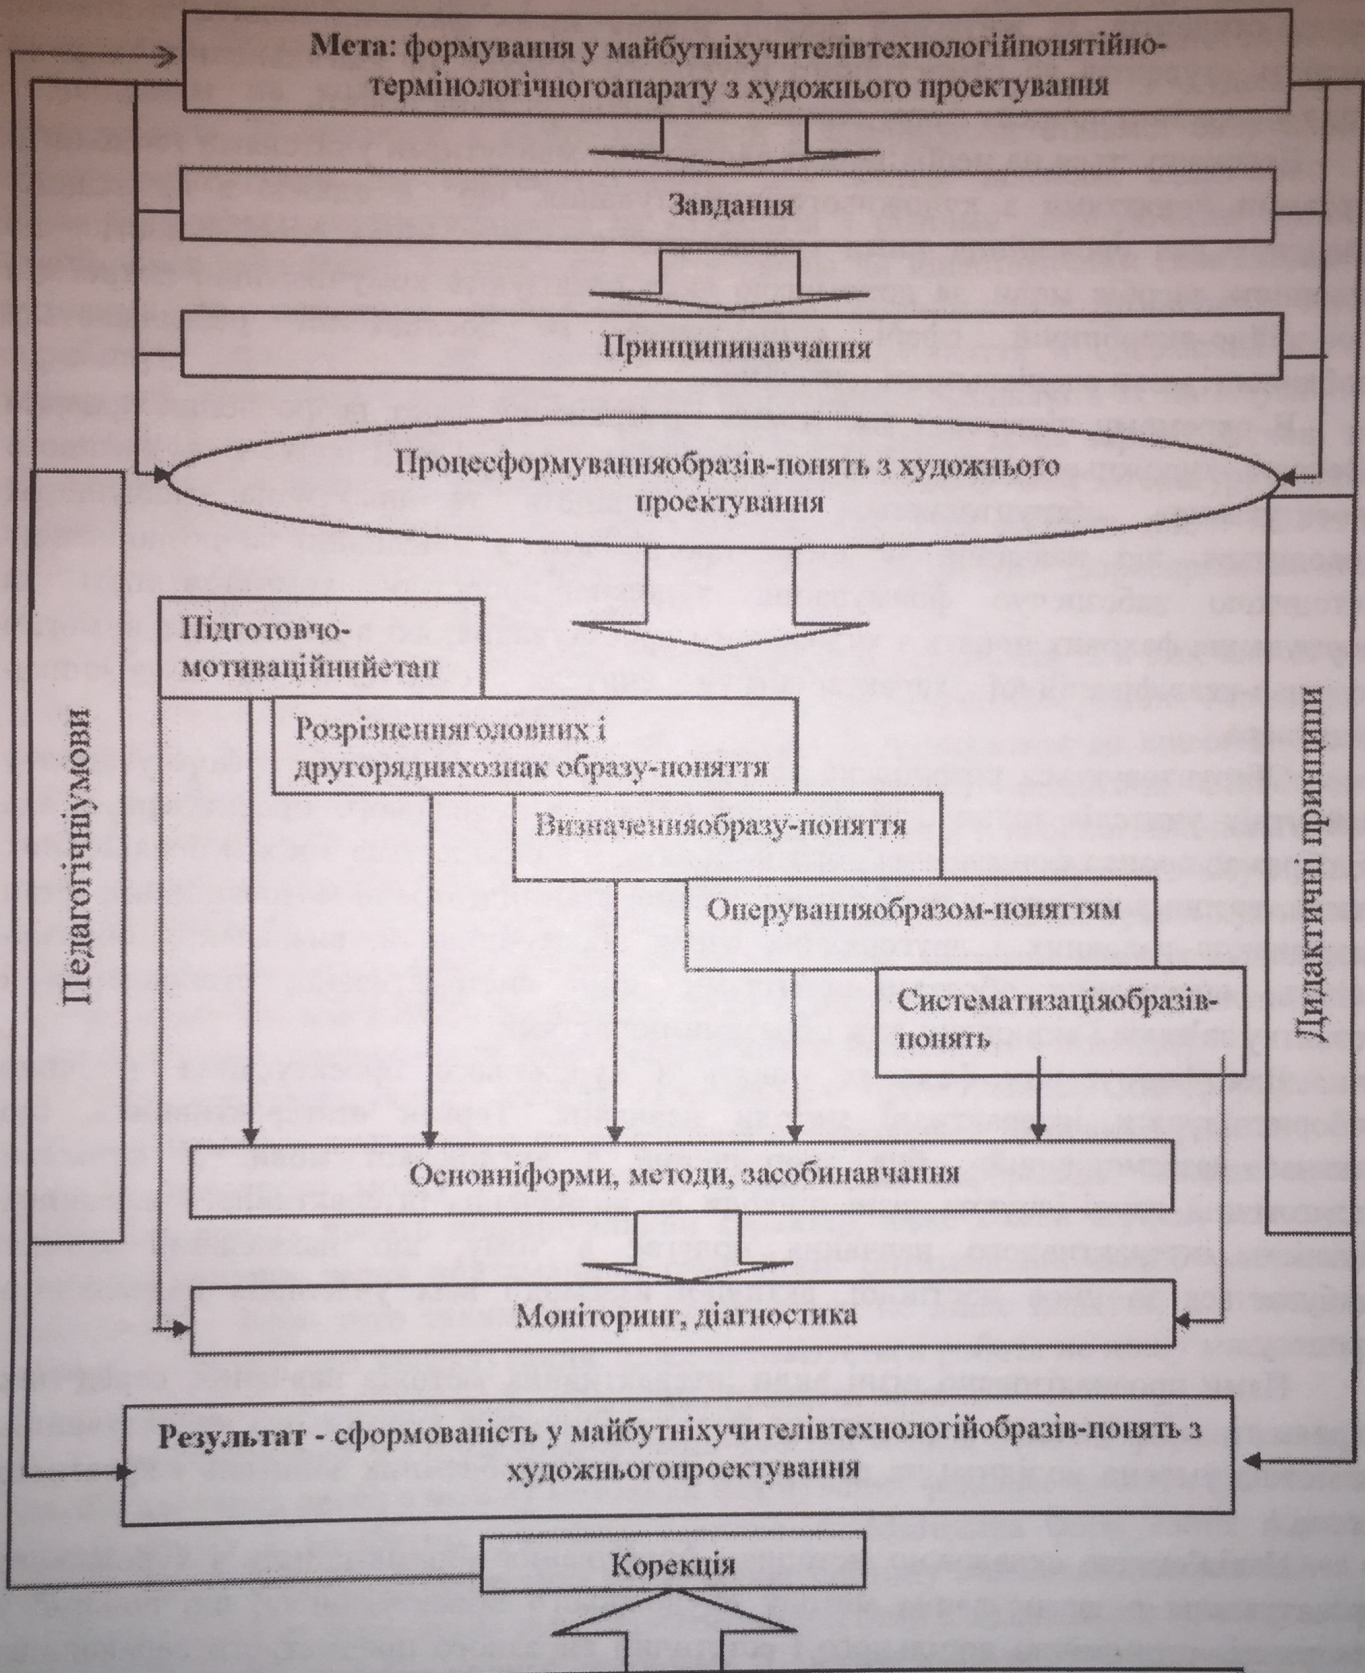 Мета: формування у майбутніхучителівтехнологійпонятійно-
термінологічногоапарату з художнього проектування
Завдання
Принципинавчання
Процесформуванняобразів-понять з художнього
проектування
Підготовчо-
мотиваційнийетап
Розрізненняголовних і
другоряднихознак образу-поняття
Визначенняобразу-поняття
Оперуванняобразом-поняттям
Систематизаціяобразів-
понять
Педагогічніумови
Дидактичні принципи
Основніформи, методи, засобинавчання
Моніторинг, діагностика
Результат - сформованість у майбутніхучителівтехнологійобразів-понять з
художньогопроектування
Корекція